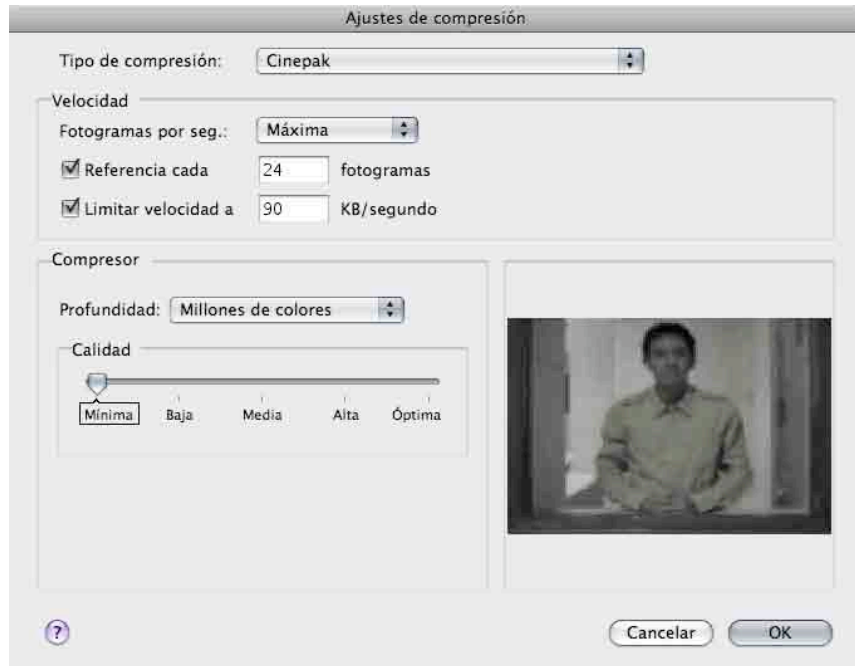 Ajustes de compresión
Tipo de compresión: Cinepak
Velocidad
Fotogramas por seg.: Máxima
Referencia cada 24 fotogramas
Limitar velocidad a 90 KB/segundo
Compresor
Profundidad: Millones de colores
Calidad
Mínima Baja Media Alta Óptima
? Cancelar OK